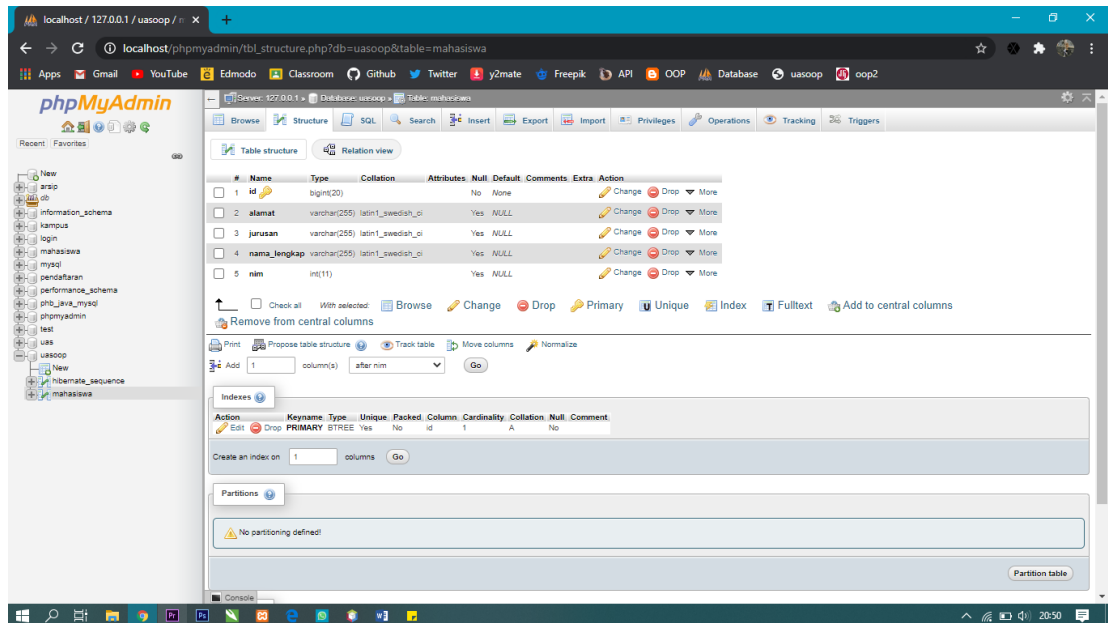 localhost / 127.0.0.1 / uasoop / m
localhost/phpmyadmin/tbl_structure.php?db=uasoop&table=mahasiswa
Apps Gmail YouTube Edmodo Classroom Github Twitter y2mate Freepik API OOP Database uasoop oop2
phpMyAdmin
Recent Favorites
New
arsip
db
information_schema
kampus
login
mahasiswa
mysql
pendaftaran
performance_schema
phb_java_mysql
phpmyadmin
test
uas
uasoop
New
hibernate_sequence
mahasiswa
Server: 127.0.0.1 » Database: uasoop » Table: mahasiswa
Browse Structure SQL Search Insert Export Import Privileges Operations Tracking Triggers
Table structure Relation view
# Name Type Collation Attributes Null Default Comments Extra Action
1 id bigint(20) No None Change Drop More
2 alamat varchar(255) latin1_swedish_ci Yes NULL Change Drop More
3 jurusan varchar(255) latin1_swedish_ci Yes NULL Change Drop More
4 nama_lengkap varchar(255) latin1_swedish_ci Yes NULL Change Drop More
5 nim int(11) Yes NULL Change Drop More
Check all With selected: Browse Change Drop Primary Unique Index Fulltext Add to central columns
Remove from central columns
Print Propose table structure Track table Move columns Normalize
Add 1 column(s) after nim Go
Indexes
Action Keyname Type Unique Packed Column Cardinality Collation Null Comment
Edit Drop PRIMARY BTREE Yes No id 1 A No
Create an index on 1 columns Go
Partitions
No partitioning defined!
Partition table
Console
20:50